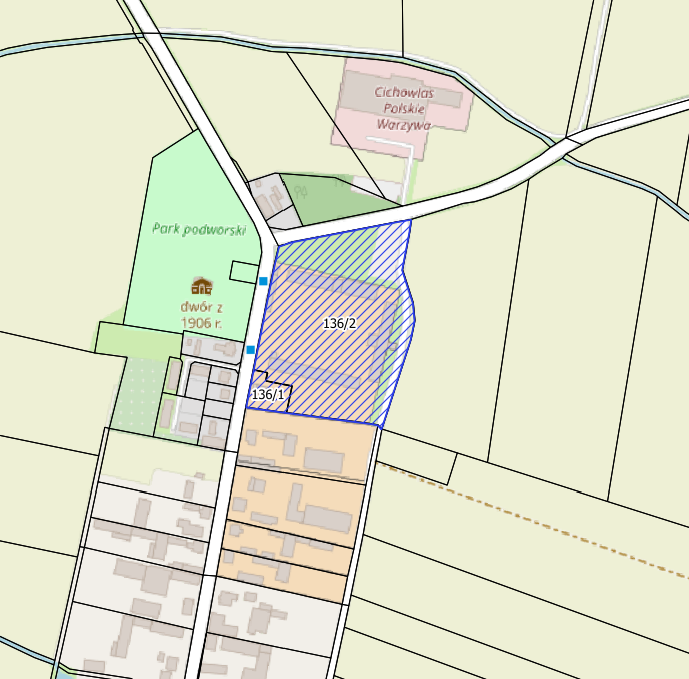 Cichowlas
Polskie
Warzywa
Park podworski
dwór z
1906 r.
136/2
136/1